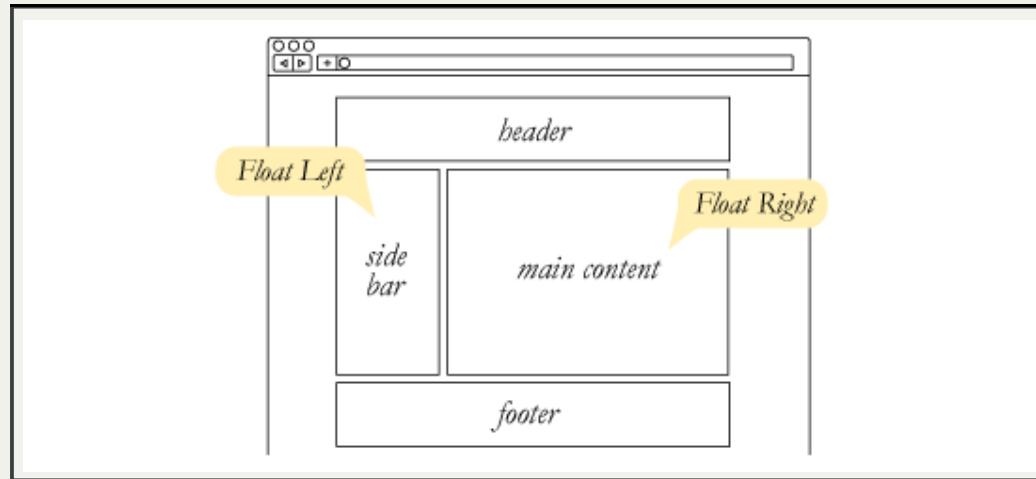 header
Float Left
Float Right
side
bar
main content
footer